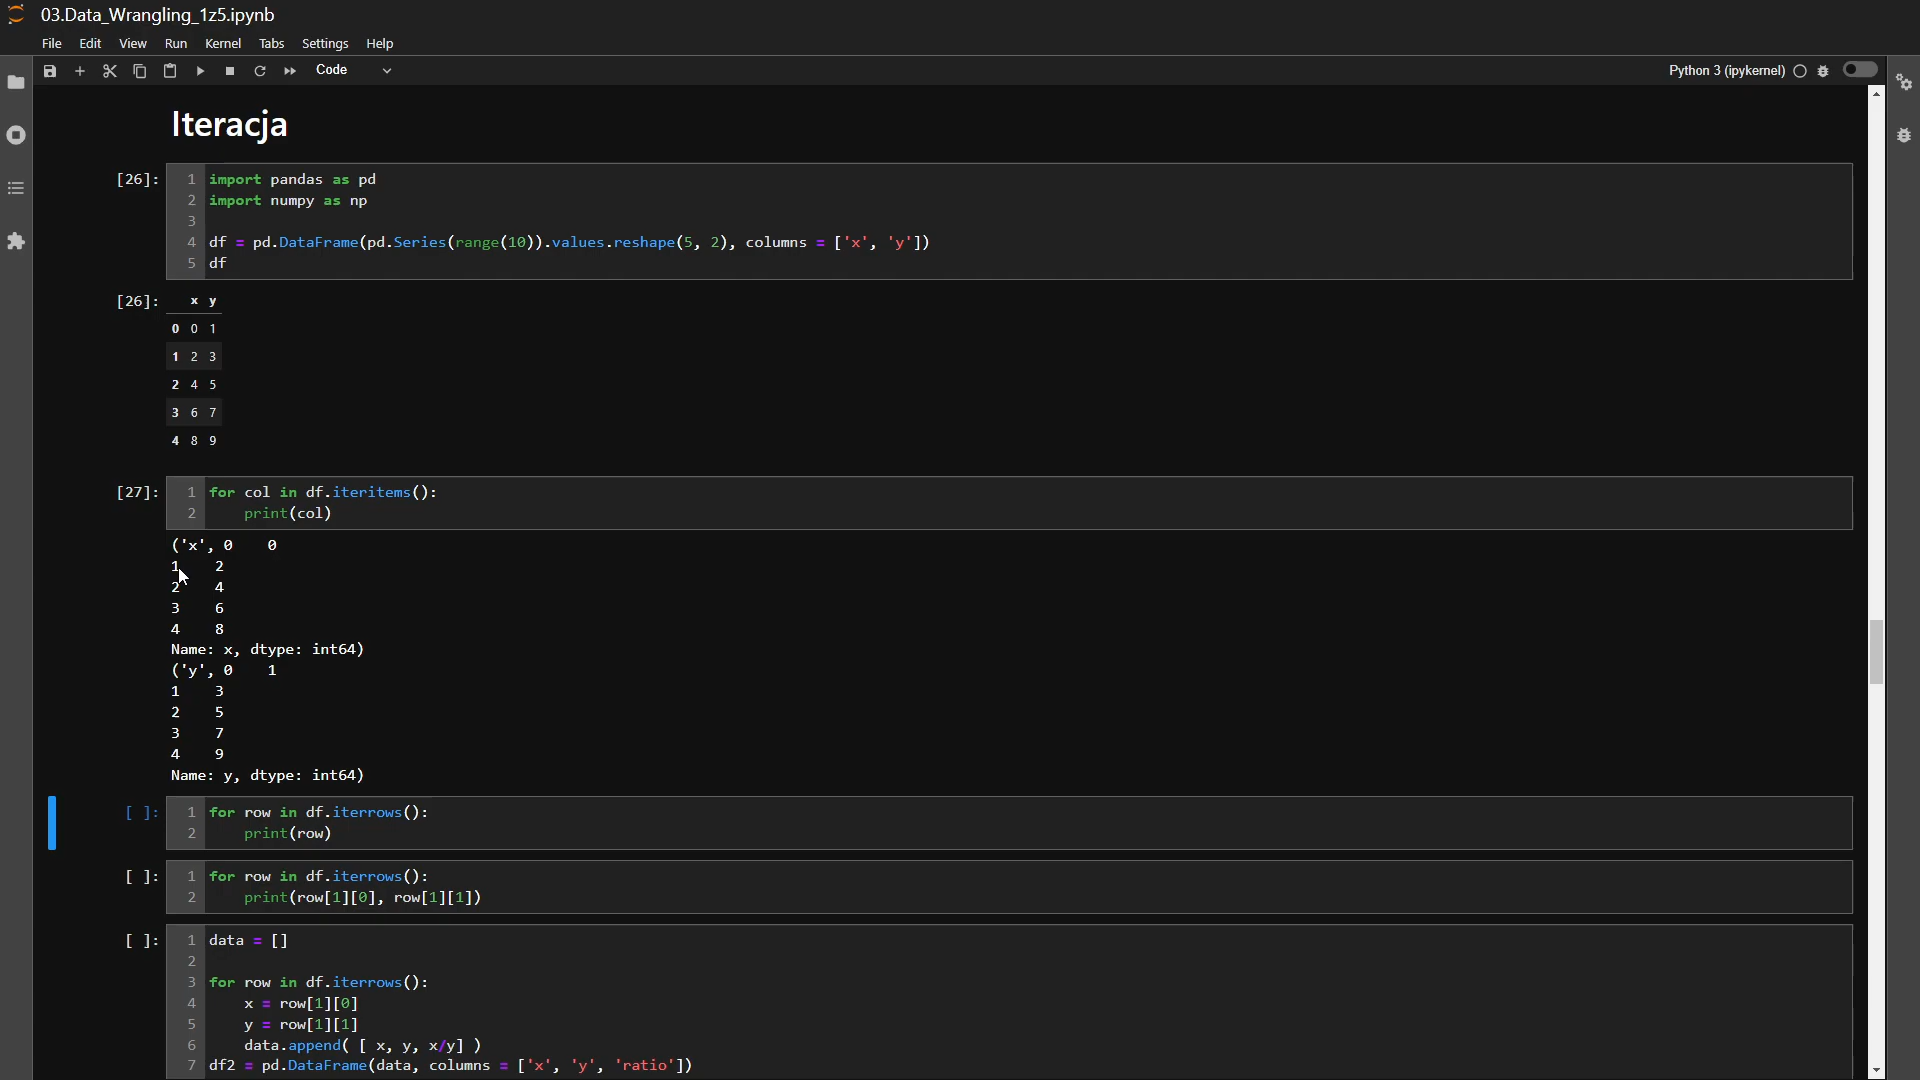 03.Data_Wrangling_1z5.ipynb
File Edit View Run Kernel Tabs Settings Help
Code
Python 3 (ipykernel)
Iteracja
[26]:
1 import pandas as pd
2 import numpy as np
3
4 df = pd.DataFrame(pd.Series(range(10)).values.reshape(5, 2), columns = ['x', 'y'])
5 df
[26]:
x y
0 0 1
1 2 3
2 4 5
3 6 7
4 8 9
[27]:
1 for col in df.iteritems():
2     print(col)
('x', 0    0
1    2
2    4
3    6
4    8
Name: x, dtype: int64)
('y', 0    1
1    3
2    5
3    7
4    9
Name: y, dtype: int64)
[ ]:
1 for row in df.iterrows():
2     print(row)
[ ]:
1 for row in df.iterrows():
2     print(row[1][0], row[1][1])
[ ]:
1 data = []
2
3 for row in df.iterrows():
4     x = row[1][0]
5     y = row[1][1]
6     data.append( [ x, y, x/y] )
7 df2 = pd.DataFrame(data, columns = ['x', 'y', 'ratio'])